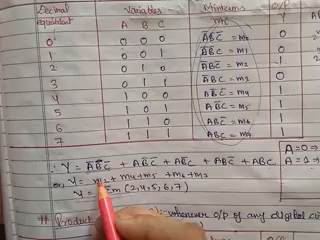 Decimal Variables Minterms O/P
equivalent A B C mc Y
0 0 0 0 A̅B̅C̅ = m₀
1 0 0 1 A̅B̅C = m₁ 0
2 0 1 0 A̅BC̅ = m₂ 1
3 0 1 1 A̅BC = m₃ 0
4 1 0 0 AB̅C̅ = m₄ 1
5 1 0 1 AB̅C = m₅ 1
6 1 1 0 ABC̅ = m₆ 1
7 1 1 1 ABC = m₇ 1
A=0 ⇒
A=1 ⇒
∴ Y = A̅BC̅ + AB̅C̅ + AB̅C + ABC̅ + ABC
or Y = m₂ + m₄ + m₅ + m₆ + m₇
Y = m (2,4,5,6,7)
# Product :- whenever o/p of any digital